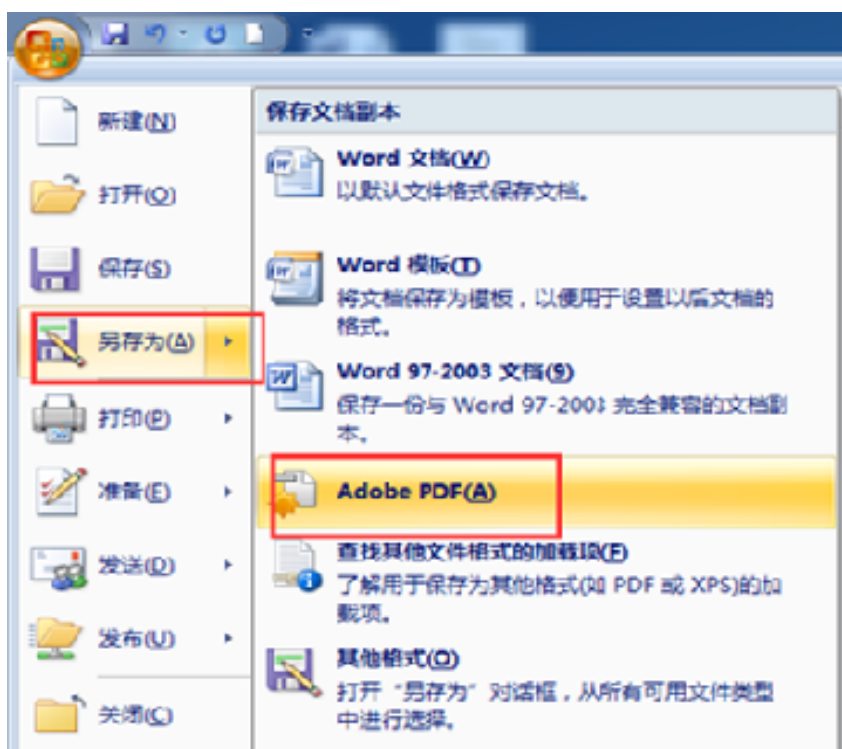 新建(N)
打开(O)
保存(S)
另存为(A)
打印(P)
准备(E)
发送(D)
发布(U)
关闭(C)
保存文档副本
Word 文档(W)
以默认文件格式保存文档。
Word 模板(T)
将文档保存为模板，以便用于设置以后文档的
格式。
Word 97-2003 文档(9)
保存一份与 Word 97-2003 完全兼容的文档副
本。
Adobe PDF(A)
查找其他文件格式的加载项(F)
了解用于保存为其他格式(如 PDF 或 XPS)的加
载项。
其他格式(O)
打开“另存为”对话框，从所有可用文件类型
中进行选择。